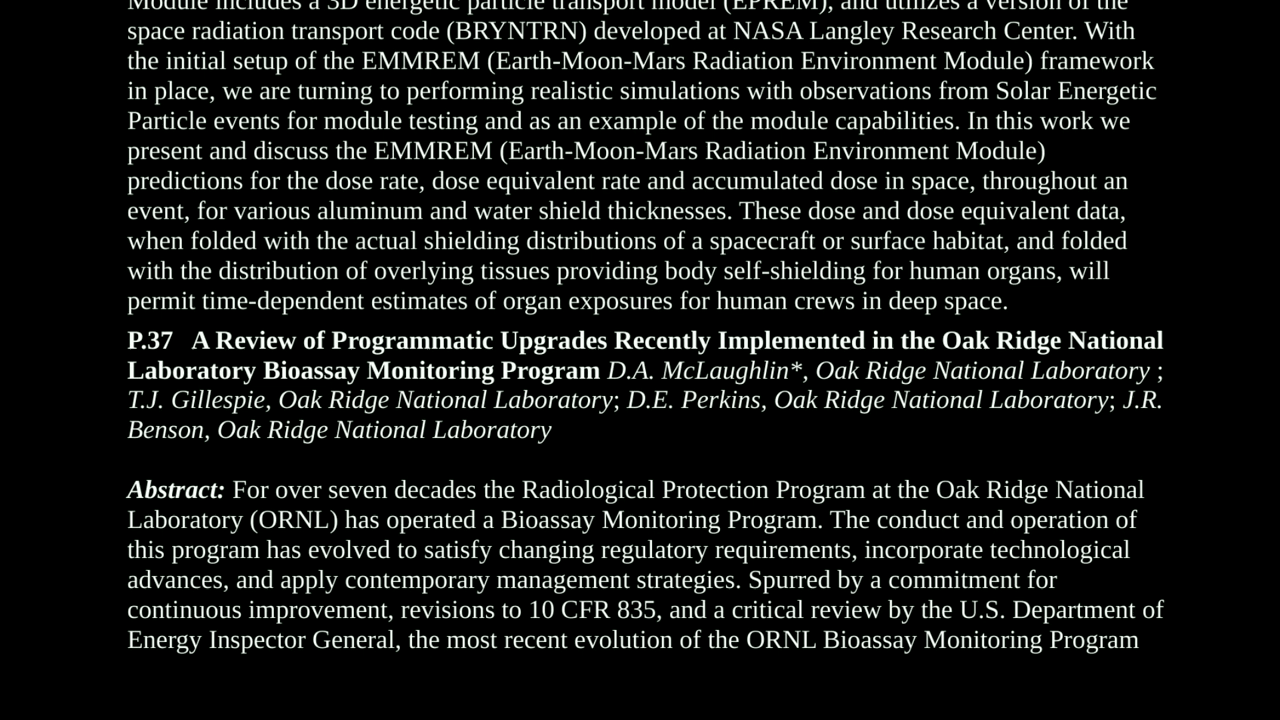 Module includes a 3D energetic particle transport model (EPREM), and utilizes a version of the
space radiation transport code (BRYNTRN) developed at NASA Langley Research Center. With
the initial setup of the EMMREM (Earth-Moon-Mars Radiation Environment Module) framework
in place, we are turning to performing realistic simulations with observations from Solar Energetic
Particle events for module testing and as an example of the module capabilities. In this work we
present and discuss the EMMREM (Earth-Moon-Mars Radiation Environment Module)
predictions for the dose rate, dose equivalent rate and accumulated dose in space, throughout an
event, for various aluminum and water shield thicknesses. These dose and dose equivalent data,
when folded with the actual shielding distributions of a spacecraft or surface habitat, and folded
with the distribution of overlying tissues providing body self-shielding for human organs, will
permit time-dependent estimates of organ exposures for human crews in deep space.
P.37 A Review of Programmatic Upgrades Recently Implemented in the Oak Ridge National
Laboratory Bioassay Monitoring Program D.A. McLaughlin*, Oak Ridge National Laboratory ;
T.J. Gillespie, Oak Ridge National Laboratory; D.E. Perkins, Oak Ridge National Laboratory; J.R.
Benson, Oak Ridge National Laboratory
Abstract: For over seven decades the Radiological Protection Program at the Oak Ridge National
Laboratory (ORNL) has operated a Bioassay Monitoring Program. The conduct and operation of
this program has evolved to satisfy changing regulatory requirements, incorporate technological
advances, and apply contemporary management strategies. Spurred by a commitment for
continuous improvement, revisions to 10 CFR 835, and a critical review by the U.S. Department of
Energy Inspector General, the most recent evolution of the ORNL Bioassay Monitoring Program